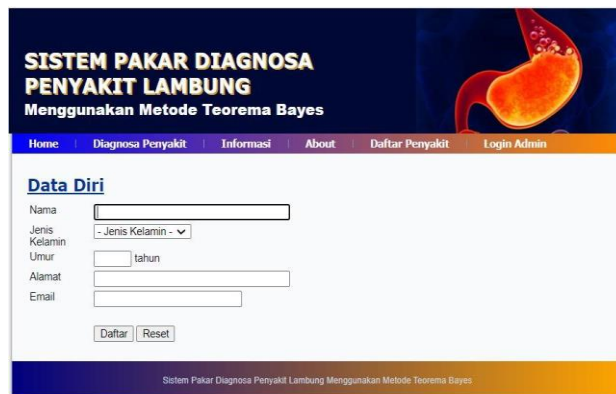 SISTEM PAKAR DIAGNOSA
PENYAKIT LAMBUNG
Menggunakan Metode Teorema Bayes
Home | Diagnosa Penyakit | Informasi | About | Daftar Penyakit | Login Admin
Data Diri
Nama
Jenis Kelamin - Jenis Kelamin -
Umur tahun
Alamat
Email
Daftar Reset
Sistem Pakar Diagnosa Penyakit Lambung Menggunakan Metode Teorema Bayes